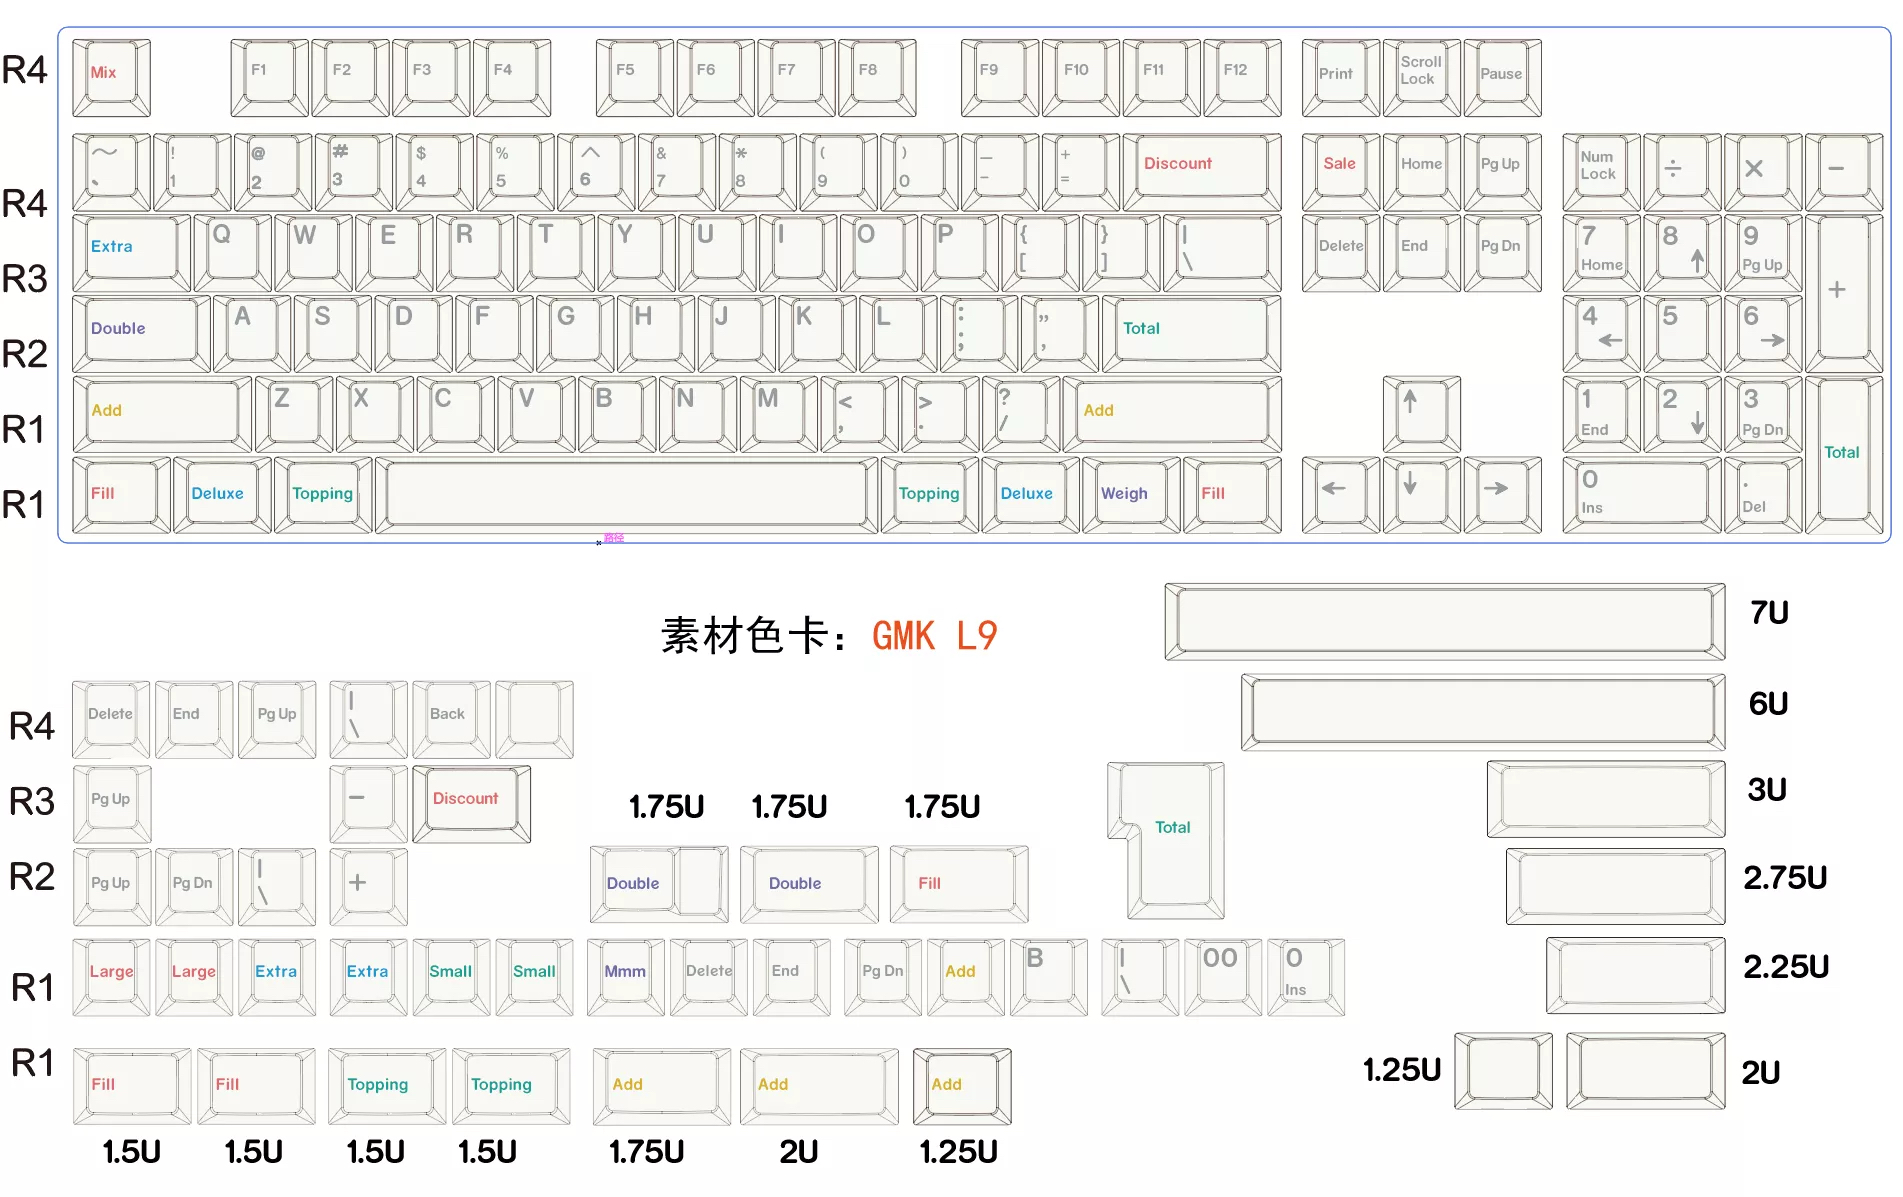 R4 Mix F1 F2 F3 F4 F5 F6 F7 F8 F9 F10 F11 F12 Print Scroll Lock Pause
~ ! @ # $ % ^ & * ( ) _ + Discount Sale Home Pg Up Num Lock ÷ × −
R4 ` 1 2 3 4 5 6 7 8 9 0 - =
Extra Q W E R T Y U I O P { } | Delete End Pg Dn 7 8 9 +
R3 [ ] \ Home ↑ Pg Up
Double A S D F G H J K L : " Total 4 5 6
R2 ; , ← →
Add Z X C V B N M < > ? Add ↑ 1 2 3 Total
R1 , . / End ↓ Pg Dn
R1 Fill Deluxe Topping Topping Deluxe Weigh Fill ← ↓ → 0 .
Ins Del
路径
素材色卡：GMK L9
7U
6U
R4 Delete End Pg Up | \ Back
3U
R3 Pg Up − Discount
1.75U 1.75U 1.75U
Total
R2 Pg Up Pg Dn | \ + Double Double Fill
2.75U
R1 Large Large Extra Extra Small Small Mmm Delete End Pg Dn Add B | \ 00 0 Ins
2.25U
R1 Fill Fill Topping Topping Add Add Add
1.25U 2U
1.5U 1.5U 1.5U 1.5U 1.75U 2U 1.25U